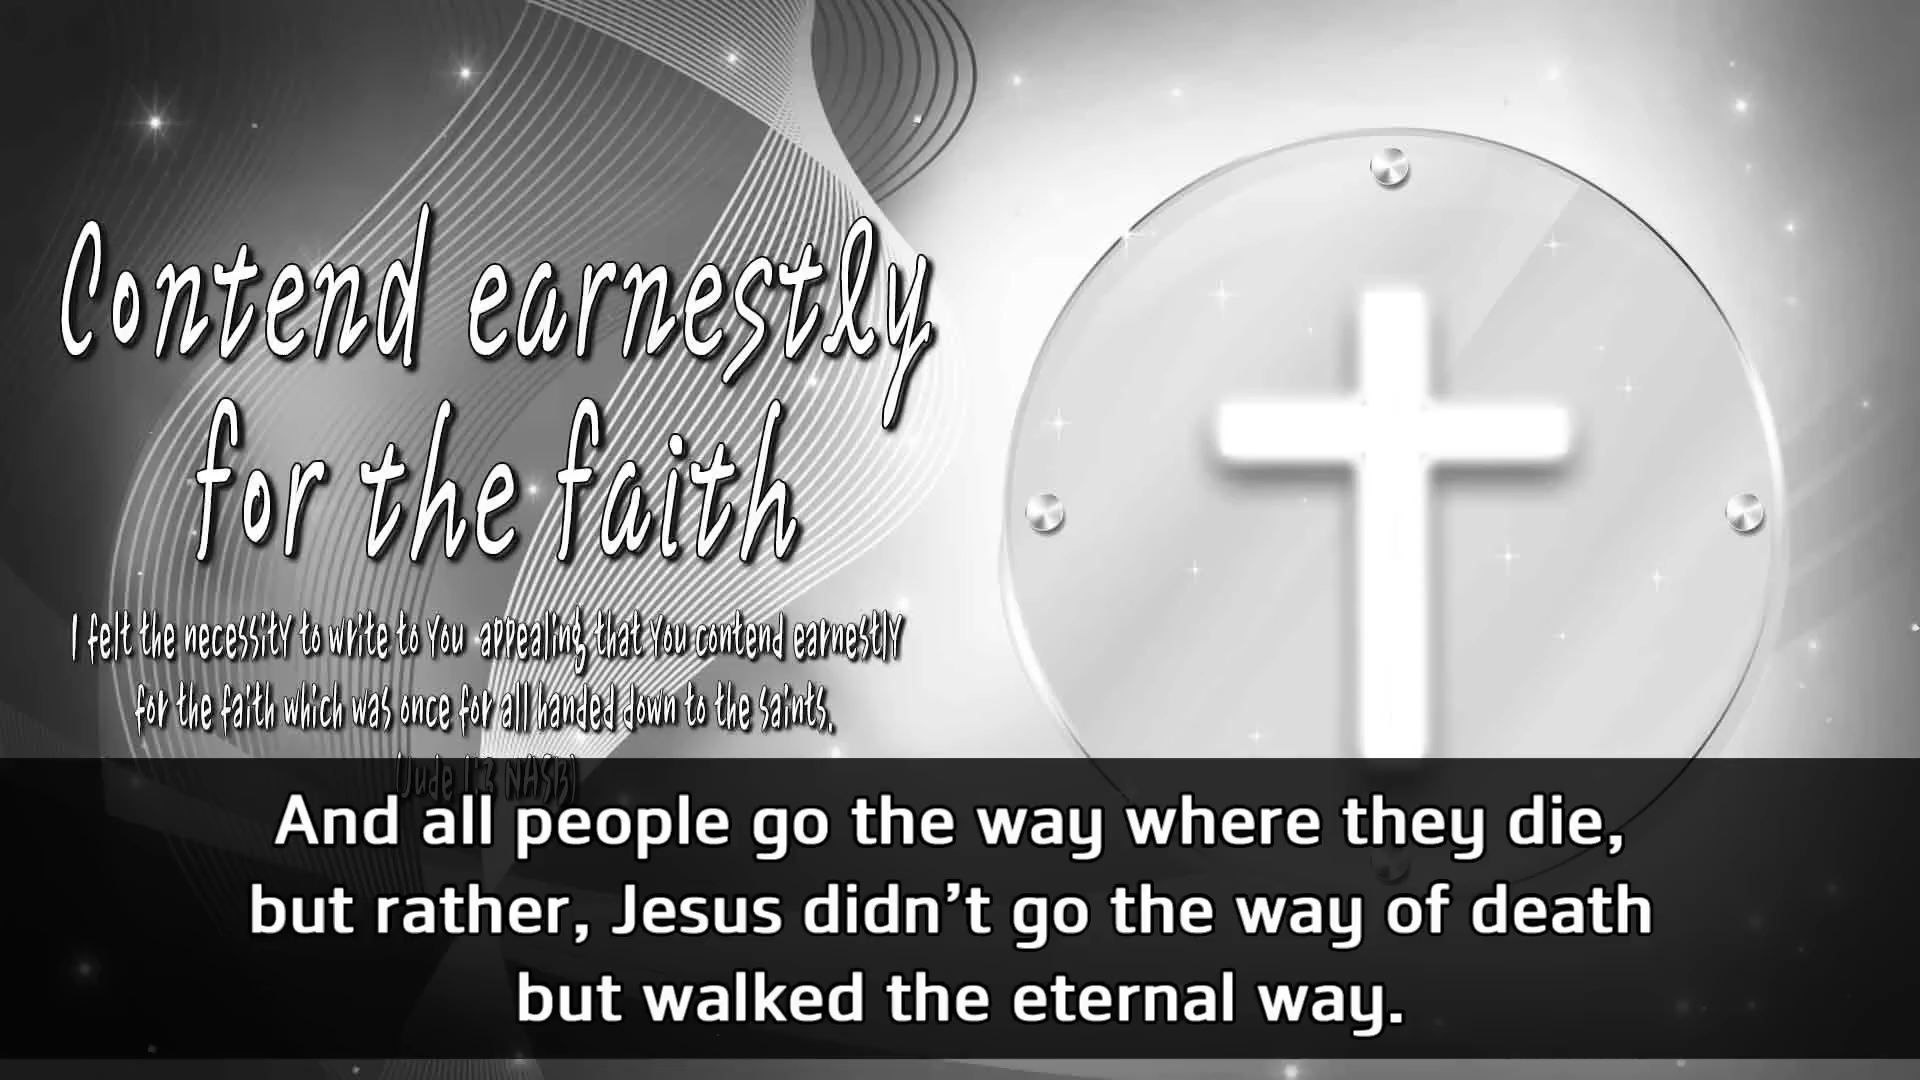 Contend earnestly
for the faith
I felt the necessity to write to you appealing that you contend earnestly
for the faith which was once for all handed down to the saints.
(Jude 1:3 NASB)
And all people go the way where they die,
but rather, Jesus didn’t go the way of death
but walked the eternal way.